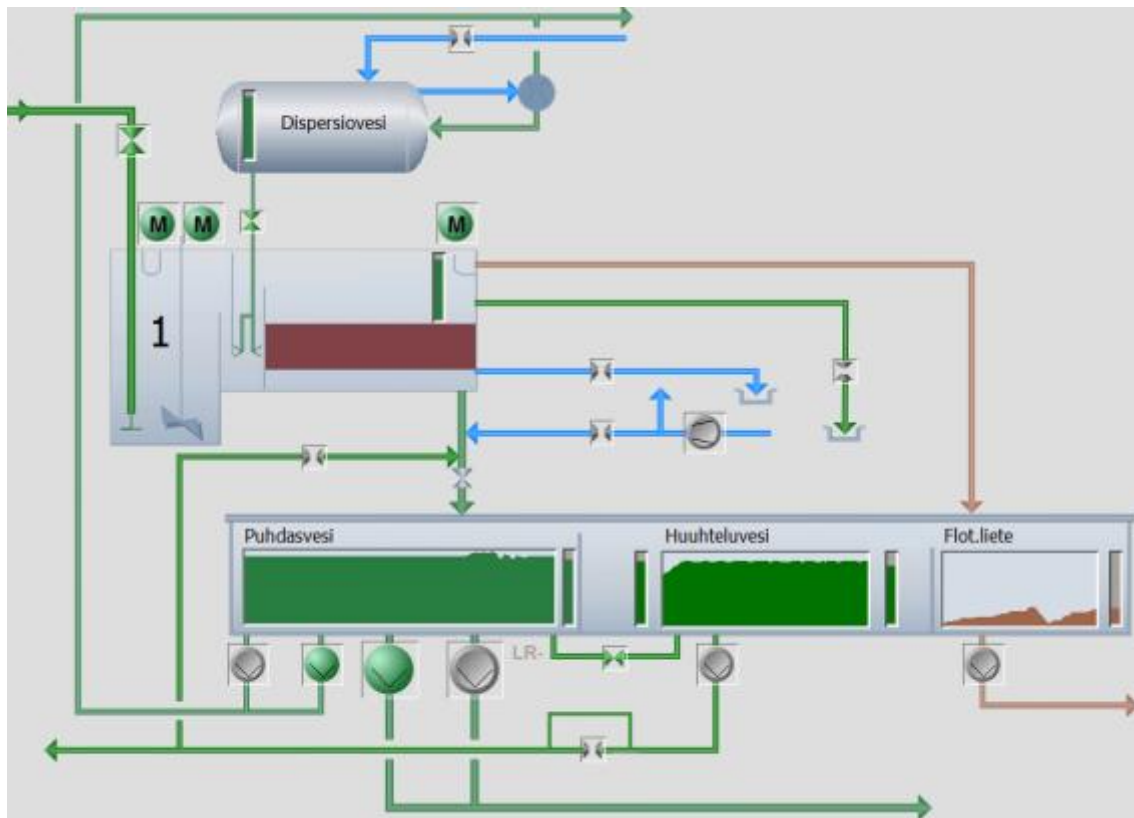 Dispersiovesi
M
M
M
1
Puhdasvesi
Huuhteluvesi
Flot.liete
LR-